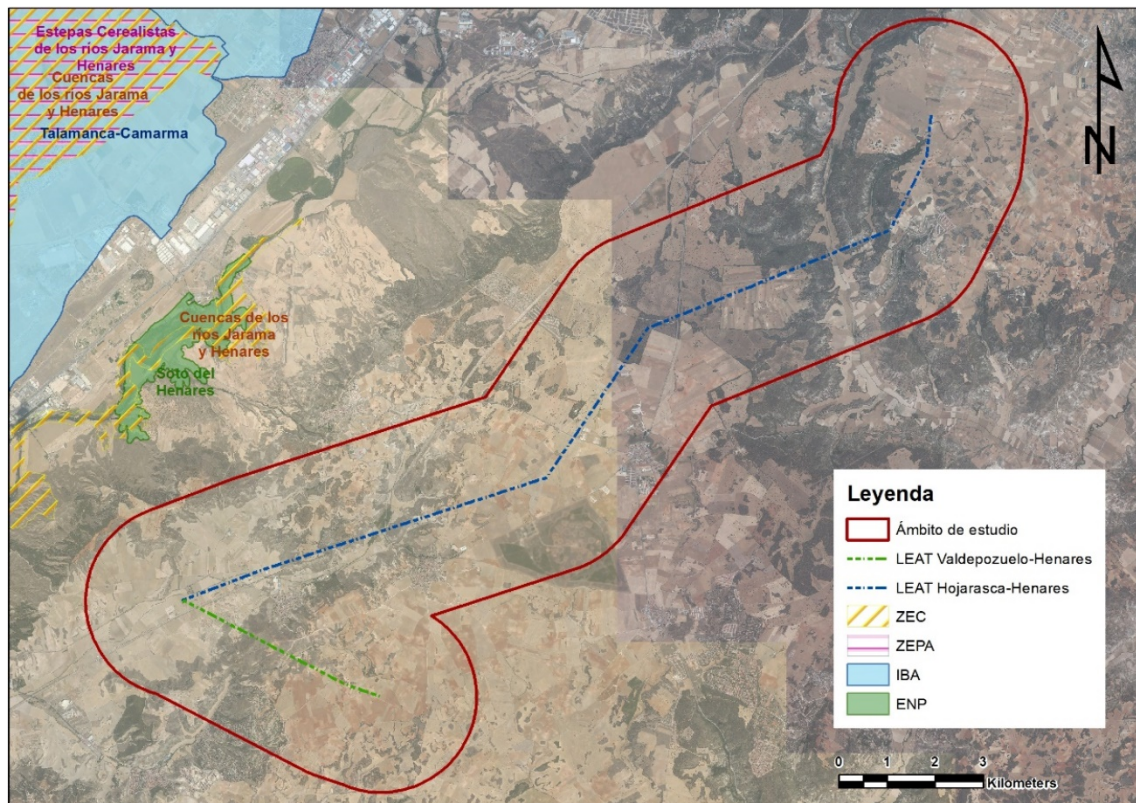 Estepas Cerealistas
de los ríos Jarama y
Henares
Cuencas
de los ríos Jarama
y Henares
Talamanca-Camarma
Cuencas de los
ríos Jarama
y Henares
Soto del
Henares
N
Leyenda
Ámbito de estudio
LEAT Valdepozuelo-Henares
LEAT Hojarasca-Henares
ZEC
ZEPA
IBA
ENP
0 1 2 3
Kilometers